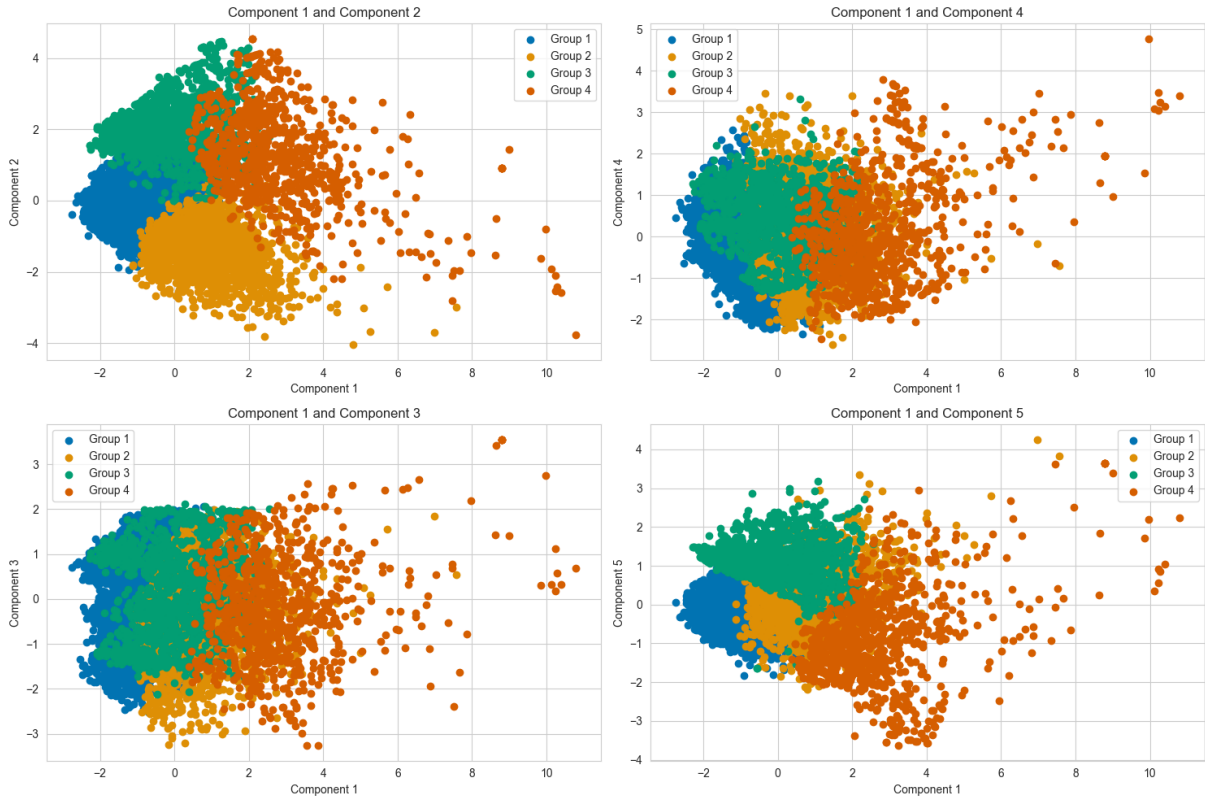 Component 1 and Component 2
Component 2
4
2
0
−2
−4
Group 1
Group 2
Group 3
Group 4
−2 0 2 4 6 8 10
Component 1
Component 1 and Component 4
Component 4
5
4
3
2
1
0
−1
−2
Group 1
Group 2
Group 3
Group 4
−2 0 2 4 6 8 10
Component 1
Component 1 and Component 3
Component 3
3
2
1
0
−1
−2
−3
Group 1
Group 2
Group 3
Group 4
−2 0 2 4 6 8 10
Component 1
Component 1 and Component 5
Component 5
4
3
2
1
0
−1
−2
−3
−4
Group 1
Group 2
Group 3
Group 4
−2 0 2 4 6 8 10
Component 1